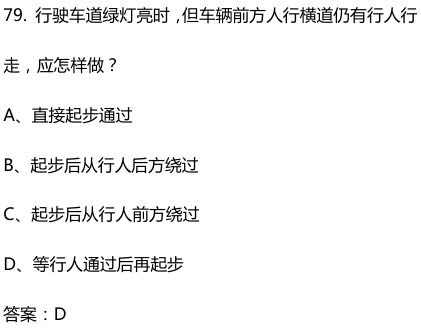 79. 行驶车道绿灯亮时，但车辆前方人行横道仍有行人行
走，应怎样做？
A、直接起步通过
B、起步后从行人后方绕过
C、起步后从行人前方绕过
D、等行人通过后再起步
答案：D